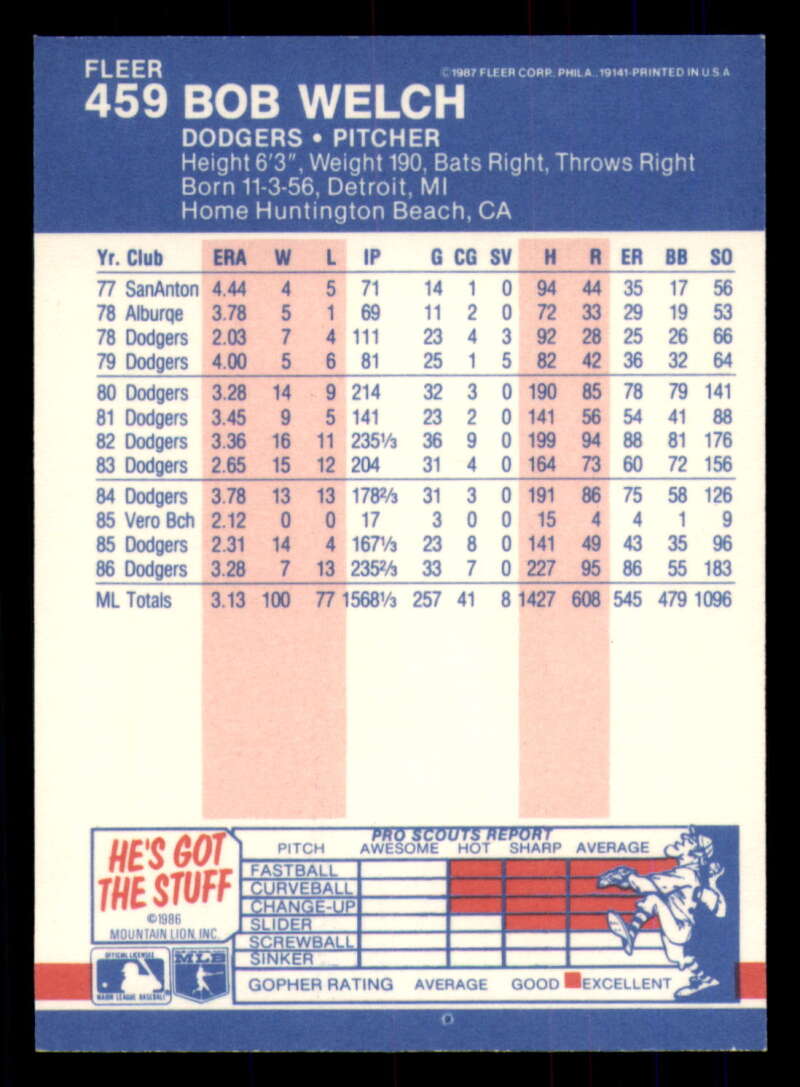 FLEER
©1987 FLEER CORP., PHILA., 19141-PRINTED IN U.S.A
459 BOB WELCH
DODGERS • PITCHER
Height 6'3", Weight 190, Bats Right, Throws Right
Born 11-3-56, Detroit, MI
Home Huntington Beach, CA
Yr. Club ERA W L IP G CG SV H R ER BB SO
77 SanAnton 4.44 4 5 71 14 1 0 94 44 35 17 56
78 Alburqe 3.78 5 1 69 11 2 0 72 33 29 19 53
78 Dodgers 2.03 7 4 111 23 4 3 92 28 25 26 66
79 Dodgers 4.00 5 6 81 25 1 5 82 42 36 32 64
80 Dodgers 3.28 14 9 214 32 3 0 190 85 78 79 141
81 Dodgers 3.45 9 5 141 23 2 0 141 56 54 41 88
82 Dodgers 3.36 16 11 235⅓ 36 9 0 199 94 88 81 176
83 Dodgers 2.65 15 12 204 31 4 0 164 73 60 72 156
84 Dodgers 3.78 13 13 178⅔ 31 3 0 191 86 75 58 126
85 Vero Bch 2.12 0 0 17 3 0 0 15 4 4 1 9
85 Dodgers 2.31 14 4 167⅓ 23 8 0 141 49 43 35 96
86 Dodgers 3.28 7 13 235⅔ 33 7 0 227 95 86 55 183
ML Totals 3.13 100 77 1568⅓ 257 41 8 1427 608 545 479 1096
HE'S GOT
THE STUFF
©1986
MOUNTAIN LION, INC.
PRO SCOUTS REPORT
PITCH AWESOME HOT SHARP AVERAGE
FASTBALL
CURVEBALL
CHANGE-UP
SLIDER
SCREWBALL
SINKER
GOPHER RATING AVERAGE GOOD EXCELLENT
OFFICIAL LICENSEE
MAJOR LEAGUE BASEBALL
MLB